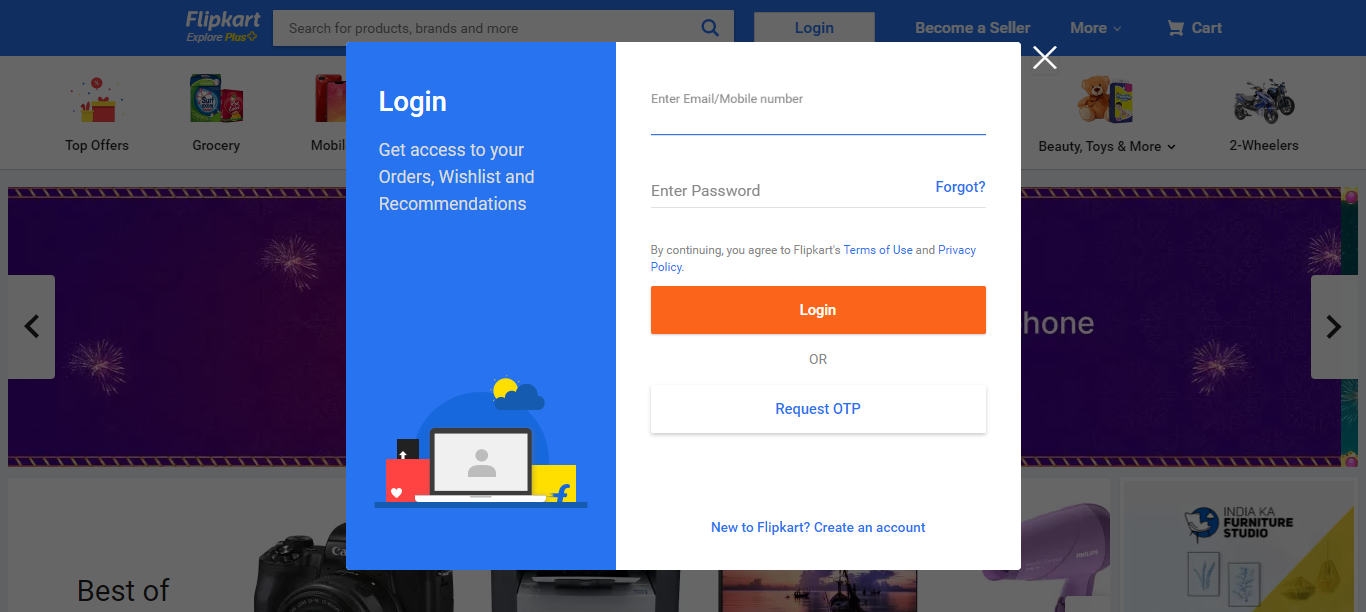 Flipkart
Explore Plus
Search for products, brands and more
Login
Become a Seller
More
Cart
Top Offers
Grocery
Beauty, Toys & More
2-Wheelers
Login
Get access to your
Orders, Wishlist and
Recommendations
Enter Email/Mobile number
Enter Password
Forgot?
By continuing, you agree to Flipkart's Terms of Use and Privacy
Policy.
Login
OR
Request OTP
New to Flipkart? Create an account
hone
Best of
PHILIPS
INDIA KA
FURNITURE
STUDIO